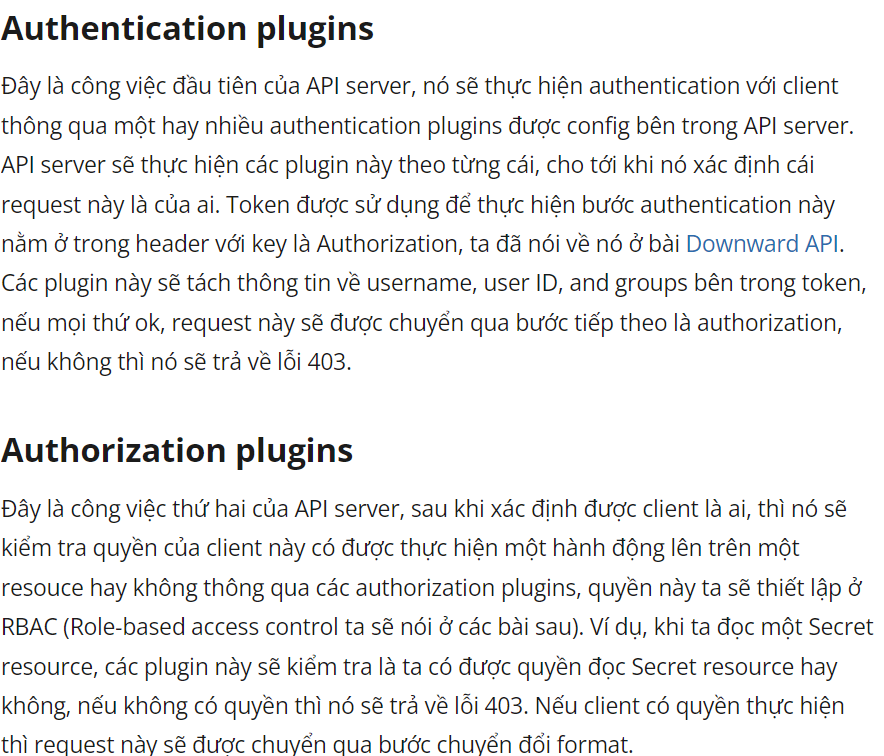 Authentication plugins
Đây là công việc đầu tiên của API server, nó sẽ thực hiện authentication với client
thông qua một hay nhiều authentication plugins được config bên trong API server.
API server sẽ thực hiện các plugin này theo từng cái, cho tới khi nó xác định cái
request này là của ai. Token được sử dụng để thực hiện bước authentication này
nằm ở trong header với key là Authorization, ta đã nói về nó ở bài Downward API.
Các plugin này sẽ tách thông tin về username, user ID, and groups bên trong token,
nếu mọi thứ ok, request này sẽ được chuyển qua bước tiếp theo là authorization,
nếu không thì nó sẽ trả về lỗi 403.
Authorization plugins
Đây là công việc thứ hai của API server, sau khi xác định được client là ai, thì nó sẽ
kiểm tra quyền của client này có được thực hiện một hành động lên trên một
resouce hay không thông qua các authorization plugins, quyền này ta sẽ thiết lập ở
RBAC (Role-based access control ta sẽ nói ở các bài sau). Ví dụ, khi ta đọc một Secret
resource, các plugin này sẽ kiểm tra là ta có được quyền đọc Secret resource hay
không, nếu không có quyền thì nó sẽ trả về lỗi 403. Nếu client có quyền thực hiện
thì request này sẽ được chuyển qua bước chuyển đổi format.